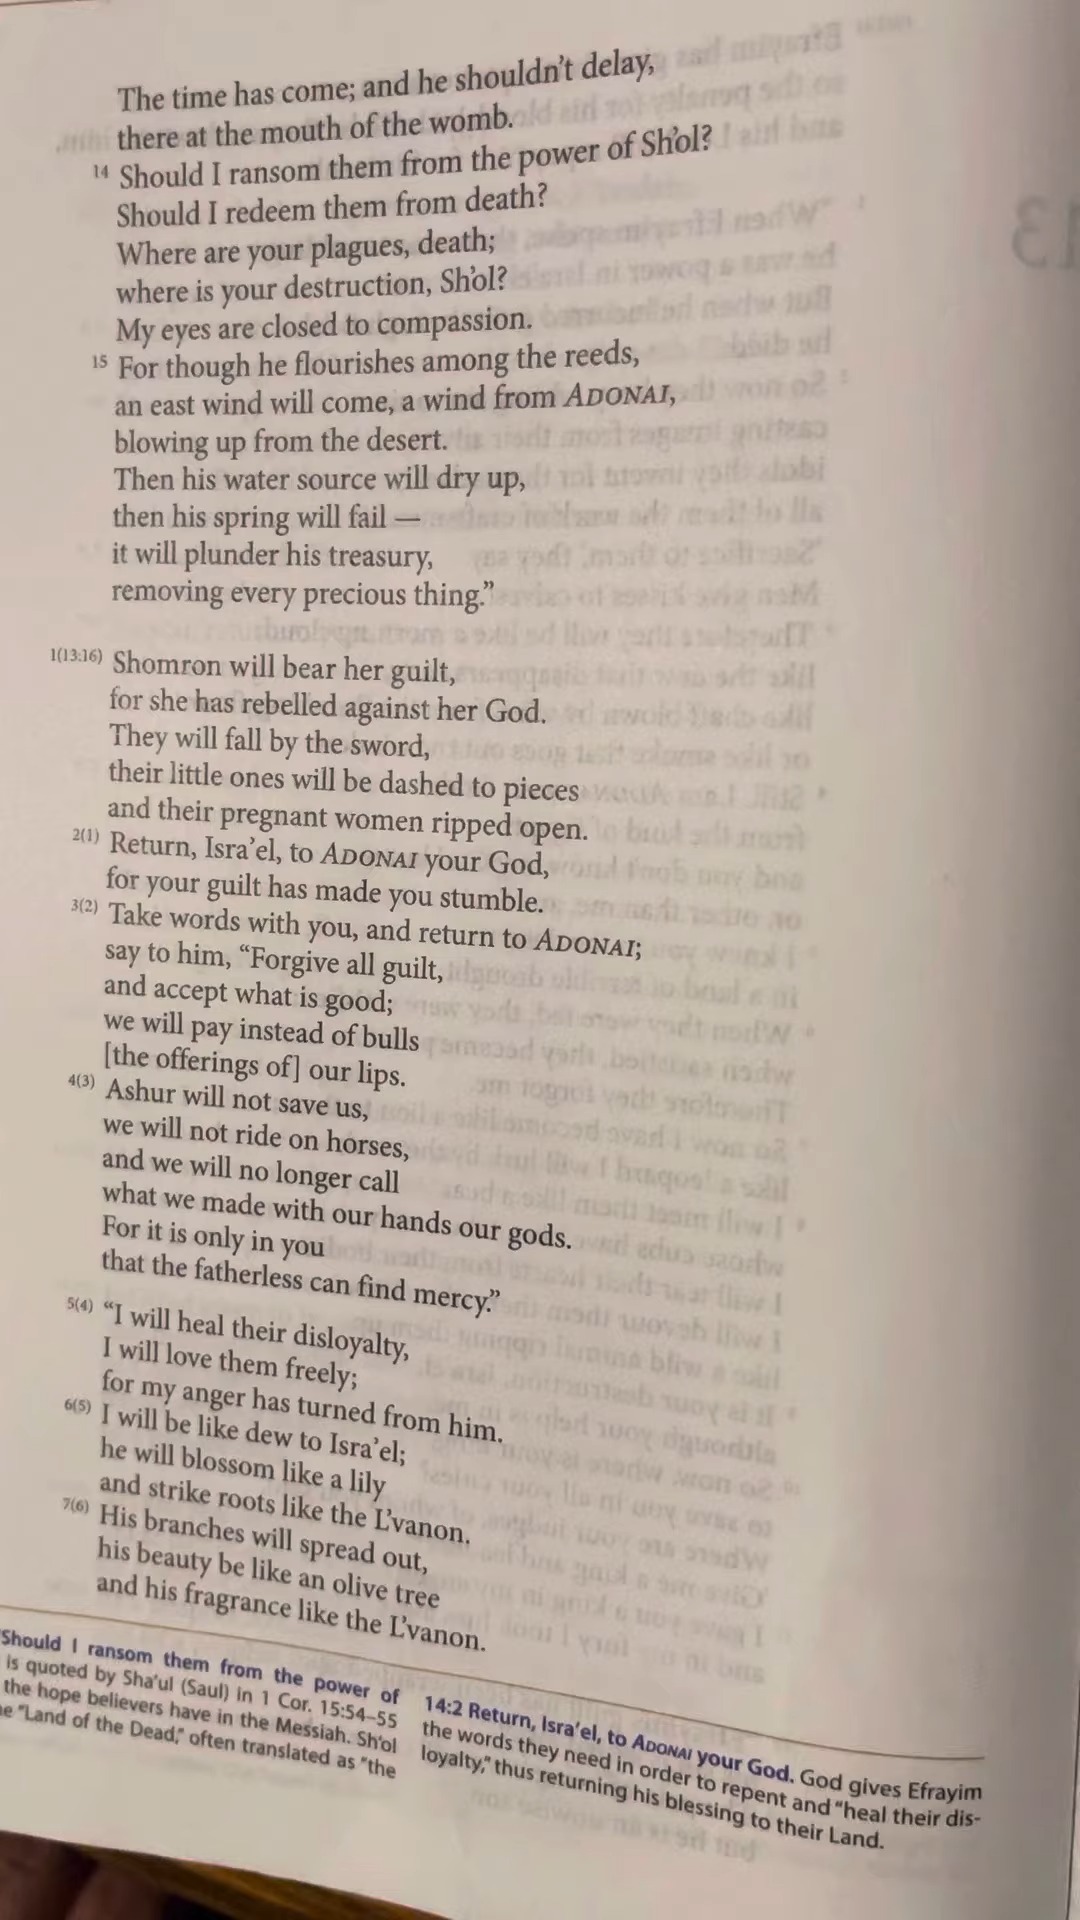 The time has come; and he shouldn't delay,
there at the mouth of the womb.
14 Should I ransom them from the power of Sh'ol?
Should I redeem them from death?
Where are your plagues, death;
where is your destruction, Sh'ol?
My eyes are closed to compassion.
15 For though he flourishes among the reeds,
an east wind will come, a wind from ADONAI,
blowing up from the desert.
Then his water source will dry up,
then his spring will fail —
it will plunder his treasury,
removing every precious thing."
1(13:16) Shomron will bear her guilt,
for she has rebelled against her God.
They will fall by the sword,
their little ones will be dashed to pieces
and their pregnant women ripped open.
2(1) Return, Isra'el, to ADONAI your God,
for your guilt has made you stumble.
3(2) Take words with you, and return to ADONAI;
say to him, "Forgive all guilt,
and accept what is good;
we will pay instead of bulls
[the offerings of] our lips.
4(3) Ashur will not save us,
we will not ride on horses,
and we will no longer call
what we made with our hands our gods.
For it is only in you
that the fatherless can find mercy."
5(4) "I will heal their disloyalty,
I will love them freely;
for my anger has turned from him.
6(5) I will be like dew to Isra'el;
he will blossom like a lily
and strike roots like the L'vanon.
7(6) His branches will spread out,
his beauty be like an olive tree
and his fragrance like the L'vanon.
Should I ransom them from the power of
is quoted by Sha'ul (Saul) in 1 Cor. 15:54–55
the hope believers have in the Messiah. Sh'ol
"Land of the Dead," often translated as "the
14:2 Return, Isra'el, to ADONAI your God. God gives Efrayim
the words they need in order to repent and "heal their dis-
loyalty," thus returning his blessing to their Land.